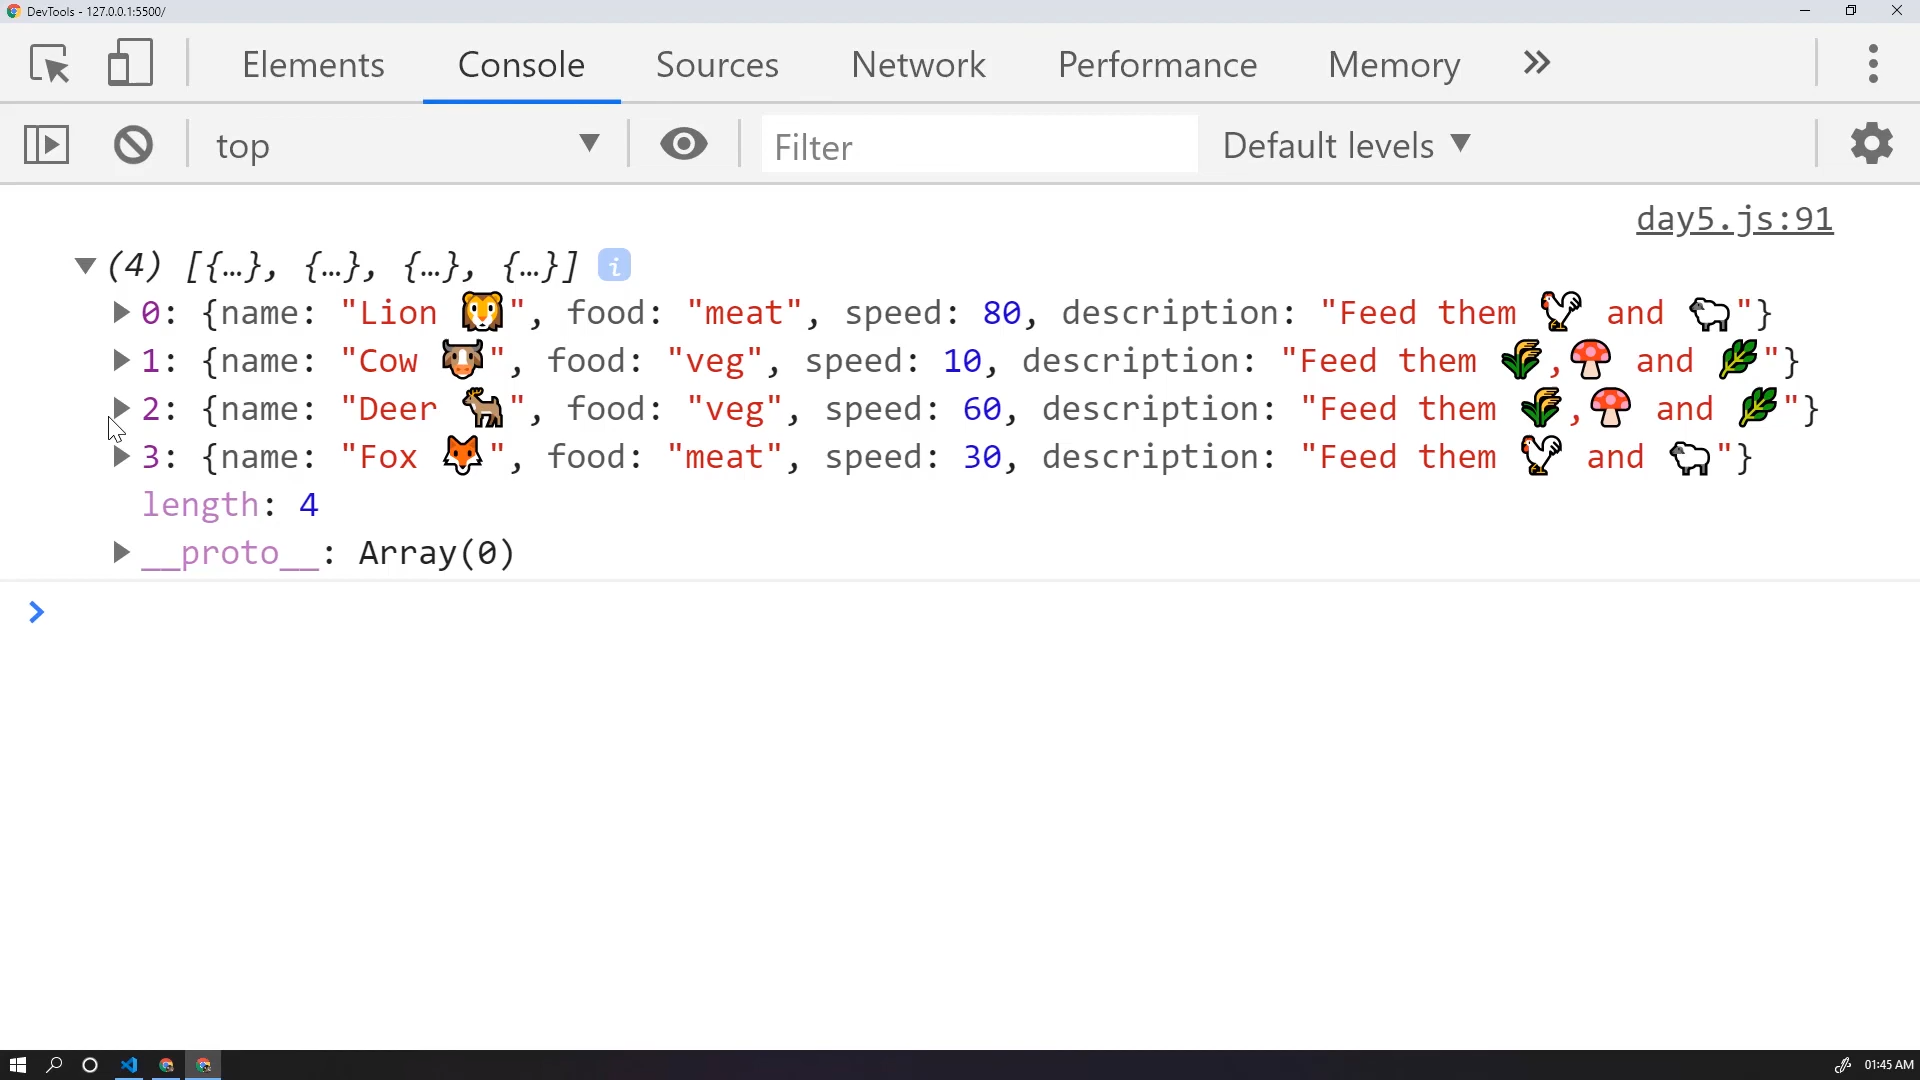 DevTools - 127.0.0.1:5500/
Elements Console Sources Network Performance Memory »
top ▼ Filter Default levels ▼
day5.js:91
▼ (4) [{…}, {…}, {…}, {…}] i
▶ 0: {name: "Lion 🦁", food: "meat", speed: 80, description: "Feed them 🐓 and 🐑"}
▶ 1: {name: "Cow 🐮", food: "veg", speed: 10, description: "Feed them 🌾,🍄 and 🌿"}
▶ 2: {name: "Deer 🦌", food: "veg", speed: 60, description: "Feed them 🌾,🍄 and 🌿"}
▶ 3: {name: "Fox 🦊", food: "meat", speed: 30, description: "Feed them 🐓 and 🐑"}
length: 4
▶ __proto__: Array(0)
01:45 AM